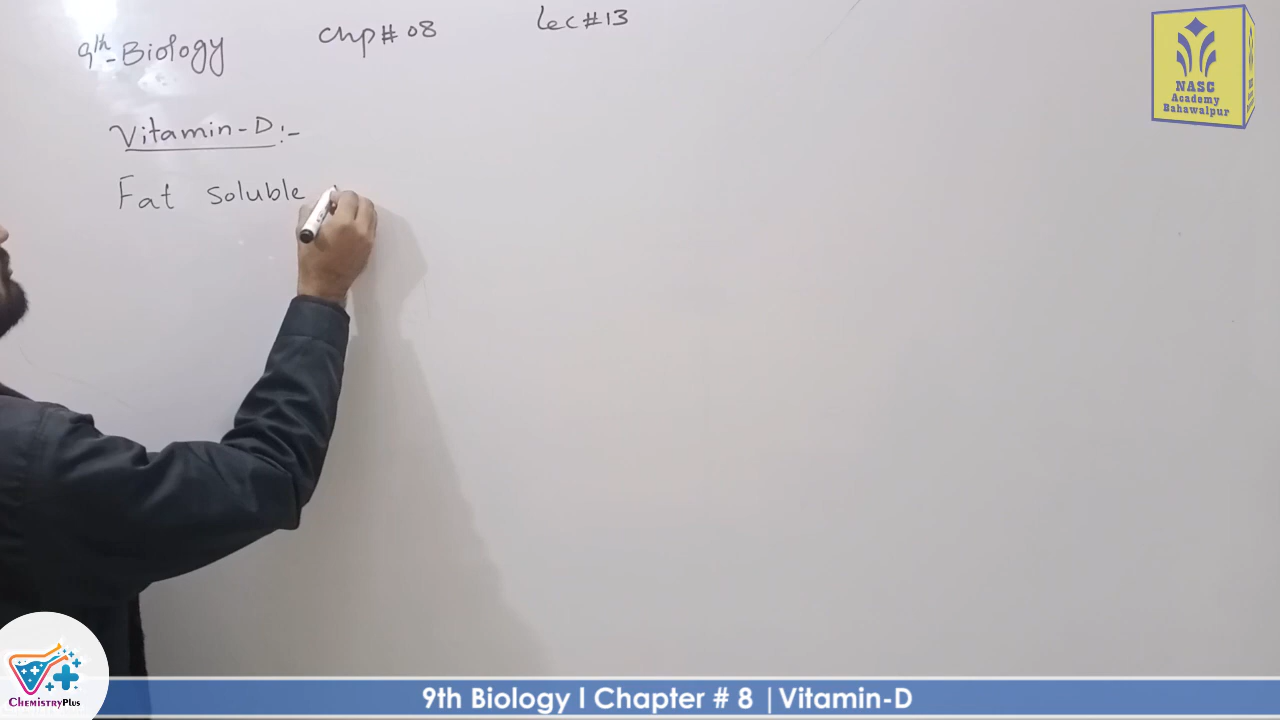 9th-Biology Chp# 08 Lec#13
Vitamin-D:-
Fat soluble
NASC
Academy
Bahawalpur
ChemistryPlus
9th Biology l Chapter # 8 | Vitamin-D